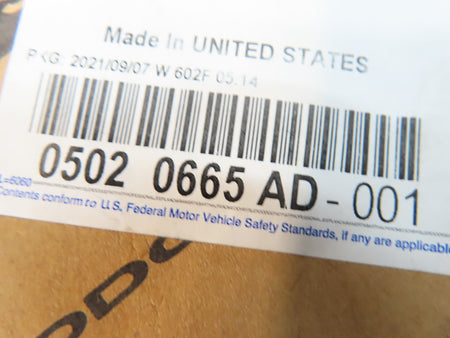 Made In UNITED STATES
PKG: 2021/09/07 W 602F 05.14
0502 0665 AD - 001
L=6060
Contents conform to U.S. Federal Motor Vehicle Safety Standards, if any are applicable